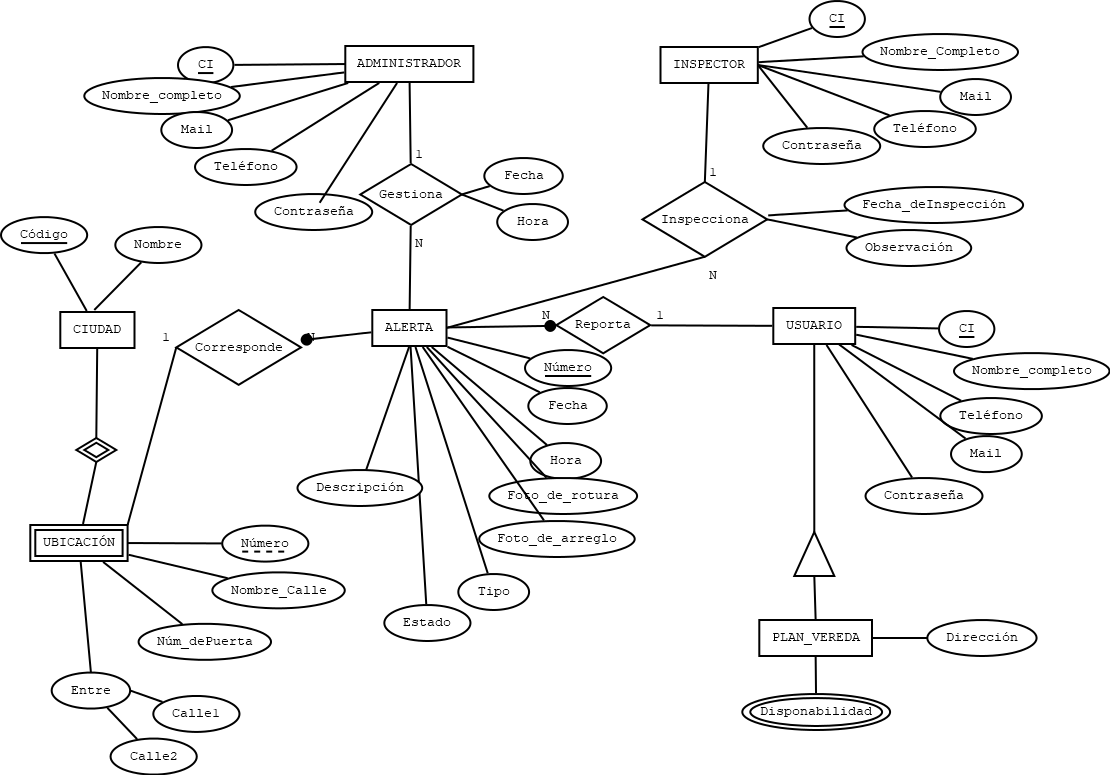 CI
ADMINISTRADOR
INSPECTOR
CI
Nombre_Completo
Nombre_completo
Mail
Mail
Teléfono
Teléfono
Contraseña
1
Fecha
1
Contraseña
Gestiona
Hora
Fecha_deInspección
Inspecciona
Observación
Código
Nombre
N
N
CIUDAD
1
Corresponde
N
ALERTA
N
Reporta
1
USUARIO
CI
Número
Nombre_completo
Fecha
Teléfono
Hora
Mail
Descripción
Foto_de_rotura
Contraseña
Foto_de_arreglo
UBICACIÓN
Número
Nombre_Calle
Tipo
Estado
Núm_dePuerta
PLAN_VEREDA
Dirección
Entre
Calle1
Disponabilidad
Calle2